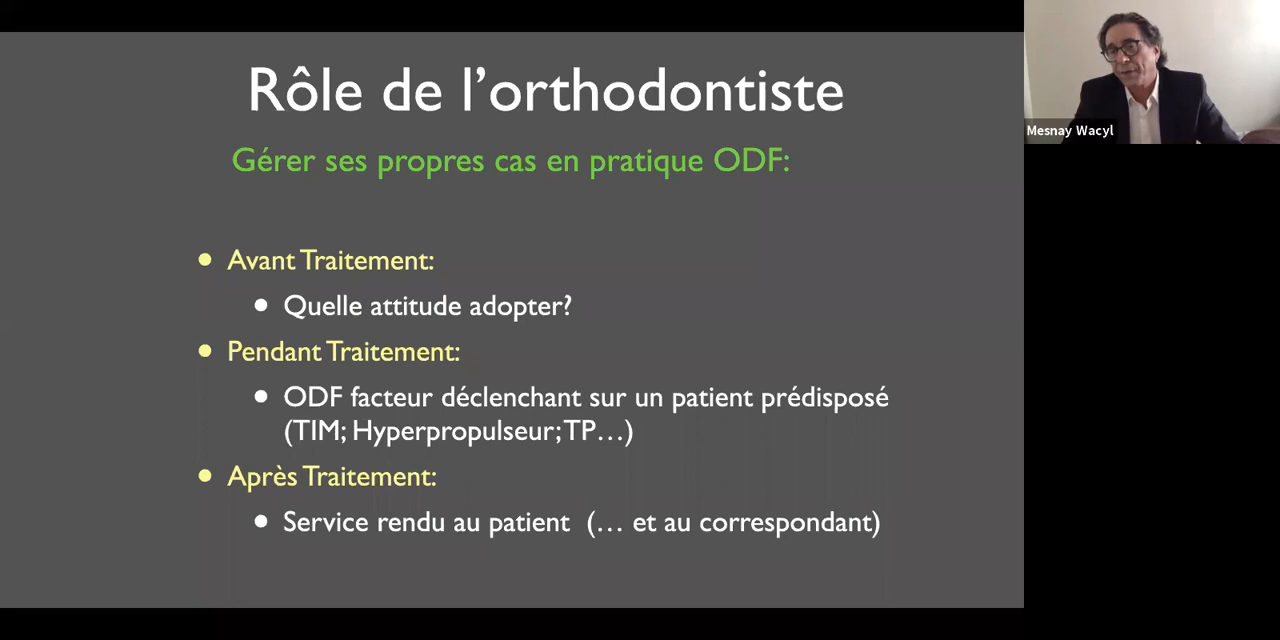 Rôle de l'orthodontiste
Gérer ses propres cas en pratique ODF:
Mesnay Wacyl
• Avant Traitement:
• Quelle attitude adopter?
• Pendant Traitement:
• ODF facteur déclenchant sur un patient prédisposé
(TIM; Hyperpropulseur; TP...)
• Après Traitement:
• Service rendu au patient (... et au correspondant)